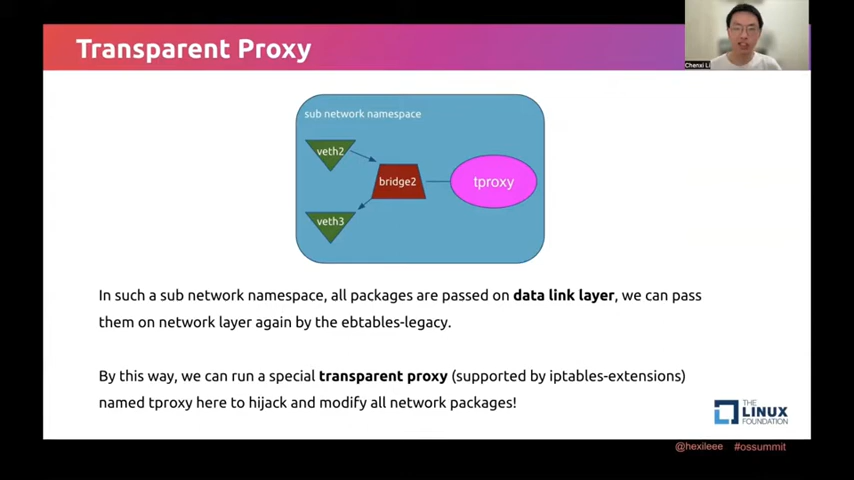 Transparent Proxy
Chenxi Li
sub network namespace
veth2
bridge2
tproxy
veth3
In such a sub network namespace, all packages are passed on data link layer, we can pass
them on network layer again by the ebtables-legacy.
By this way, we can run a special transparent proxy (supported by iptables-extensions)
named tproxy here to hijack and modify all network packages!
THE
LINUX
FOUNDATION
@hexileee #ossummit